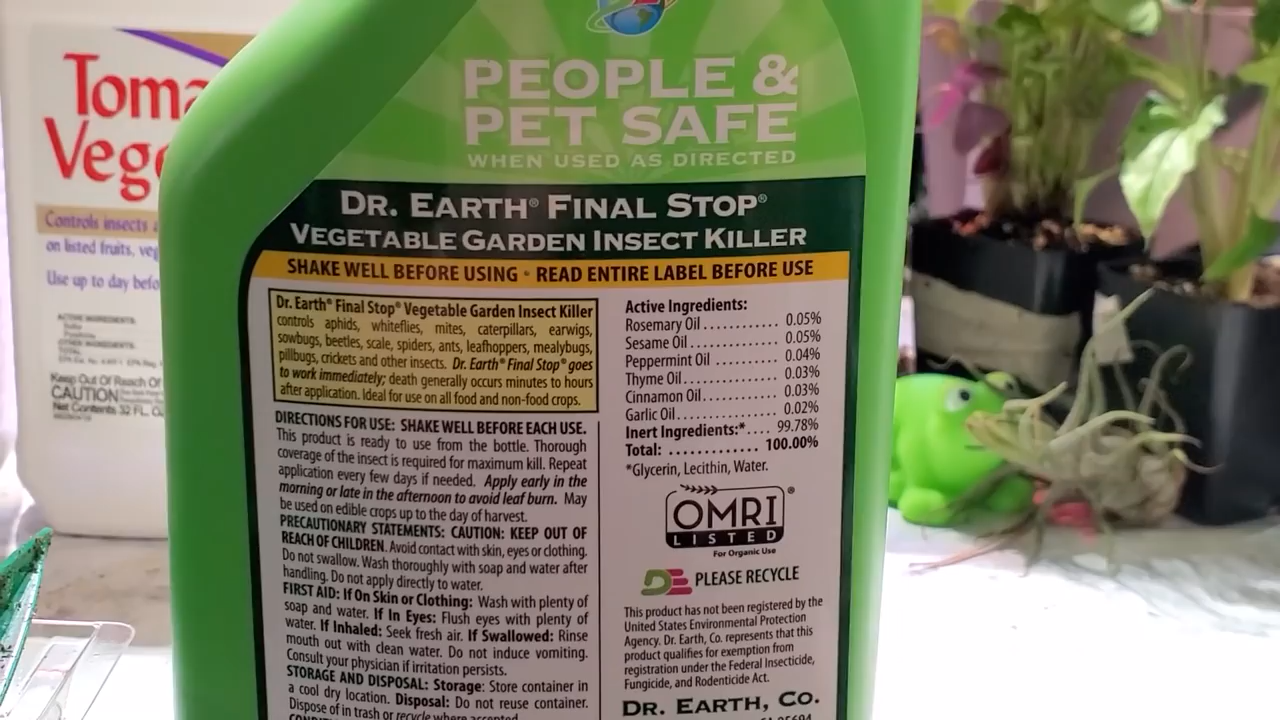 Toma
Vege
Controls insects a
on listed fruits, veg
Use up to day befo
ACTIVE INGREDIENTS:
OTHER INGREDIENTS:
TOTAL
Keep Out Of Reach Of
CAUTION
Net Contents 32 FL. O
PEOPLE &
PET SAFE
WHEN USED AS DIRECTED
DR. EARTH® FINAL STOP®
VEGETABLE GARDEN INSECT KILLER
SHAKE WELL BEFORE USING • READ ENTIRE LABEL BEFORE USE
Dr. Earth® Final Stop® Vegetable Garden Insect Killer
controls aphids, whiteflies, mites, caterpillars, earwigs,
sowbugs, beetles, scale, spiders, ants, leafhoppers, mealybugs,
pillbugs, crickets and other insects. Dr. Earth® Final Stop® goes
to work immediately; death generally occurs minutes to hours
after application. Ideal for use on all food and non-food crops.
DIRECTIONS FOR USE: SHAKE WELL BEFORE EACH USE.
This product is ready to use from the bottle. Thorough
coverage of the insect is required for maximum kill. Repeat
application every few days if needed. Apply early in the
morning or late in the afternoon to avoid leaf burn. May
be used on edible crops up to the day of harvest.
PRECAUTIONARY STATEMENTS: CAUTION: KEEP OUT OF
REACH OF CHILDREN. Avoid contact with skin, eyes or clothing.
Do not swallow. Wash thoroughly with soap and water after
handling. Do not apply directly to water.
FIRST AID: If On Skin or Clothing: Wash with plenty of
soap and water. If In Eyes: Flush eyes with plenty of
water. If Inhaled: Seek fresh air. If Swallowed: Rinse
mouth out with clean water. Do not induce vomiting.
Consult your physician if irritation persists.
STORAGE AND DISPOSAL: Storage: Store container in
a cool dry location. Disposal: Do not reuse container.
Dispose of in trash or recycle where accepted.
Active Ingredients:
Rosemary Oil .......... 0.05%
Sesame Oil .......... 0.05%
Peppermint Oil .......... 0.04%
Thyme Oil .......... 0.03%
Cinnamon Oil .......... 0.03%
Garlic Oil .......... 0.02%
Inert Ingredients:* .... 99.78%
Total: ............ 100.00%
*Glycerin, Lecithin, Water.
OMRI®
LISTED
For Organic Use
DE PLEASE RECYCLE
This product has not been registered by the
United States Environmental Protection
Agency. Dr. Earth, Co. represents that this
product qualifies for exemption from
registration under the Federal Insecticide,
Fungicide, and Rodenticide Act.
DR. EARTH, CO.